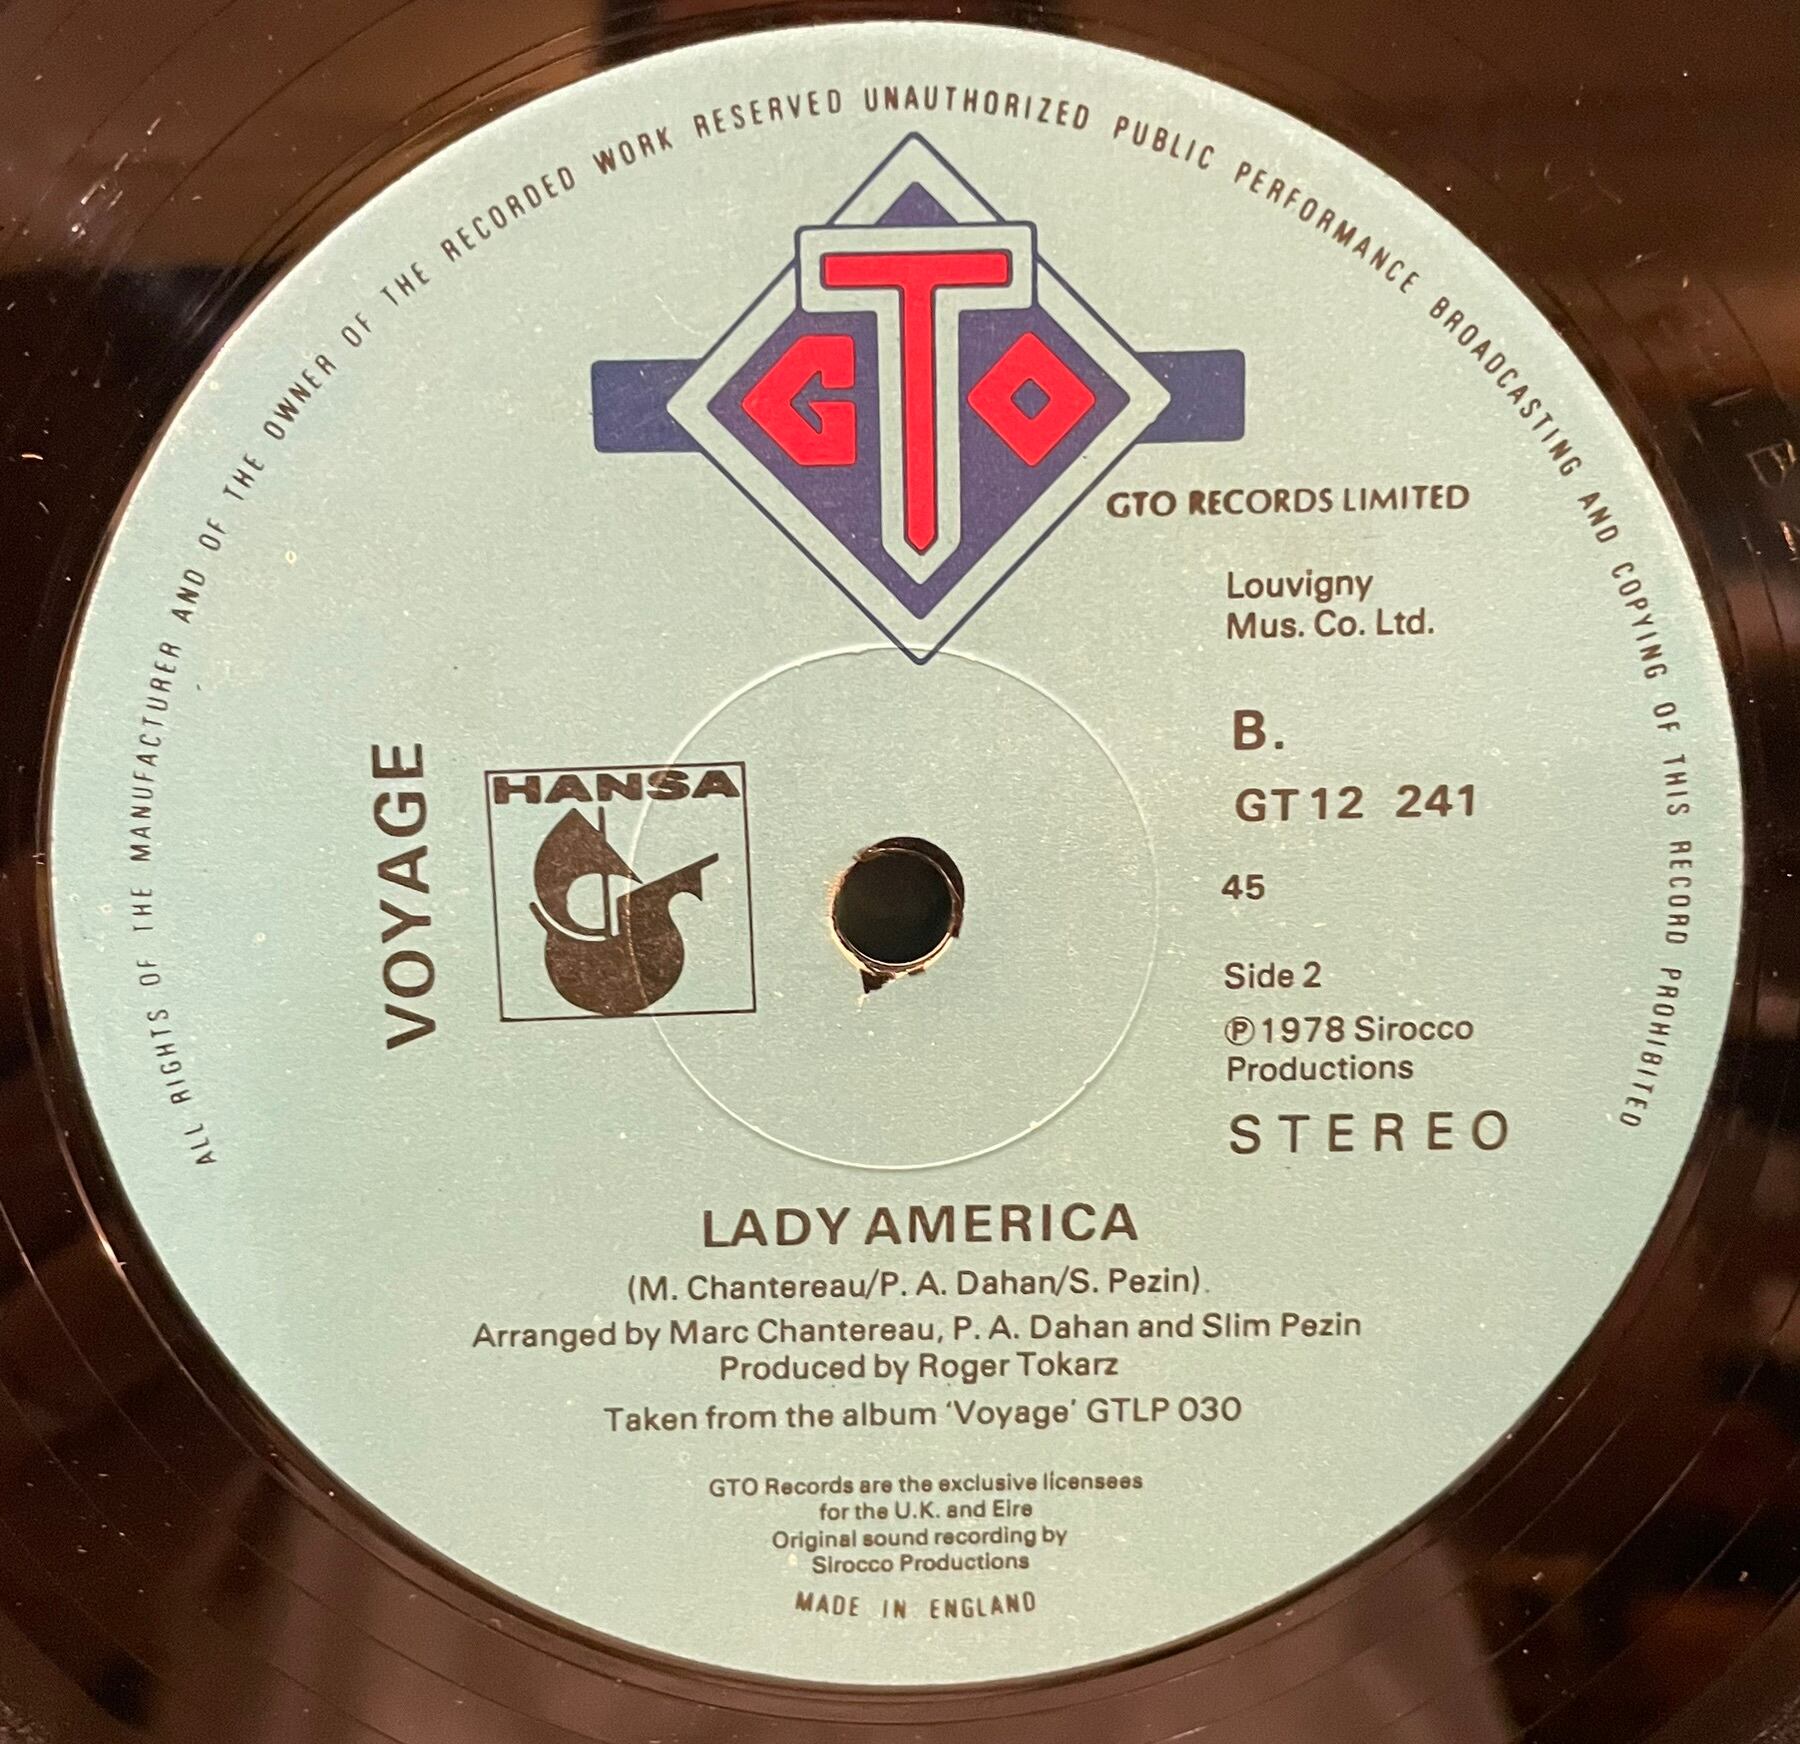 ALL RIGHTS OF THE MANUFACTURER AND OF THE OWNER OF THE RECORDED WORK RESERVED UNAUTHORIZED PUBLIC PERFORMANCE BROADCASTING AND COPYING OF THIS RECORD PROHIBITED
GTO
GTO RECORDS LIMITED
Louvigny
Mus. Co. Ltd.
VOYAGE
HANSA
B.
GT12 241
45
Side 2
℗1978 Sirocco
Productions
STEREO
LADY AMERICA
(M. Chantereau/P. A. Dahan/S. Pezin).
Arranged by Marc Chantereau, P. A. Dahan and Slim Pezin
Produced by Roger Tokarz
Taken from the album ‘Voyage’ GTLP 030
GTO Records are the exclusive licensees
for the U.K. and Eire
Original sound recording by
Sirocco Productions
MADE IN ENGLAND